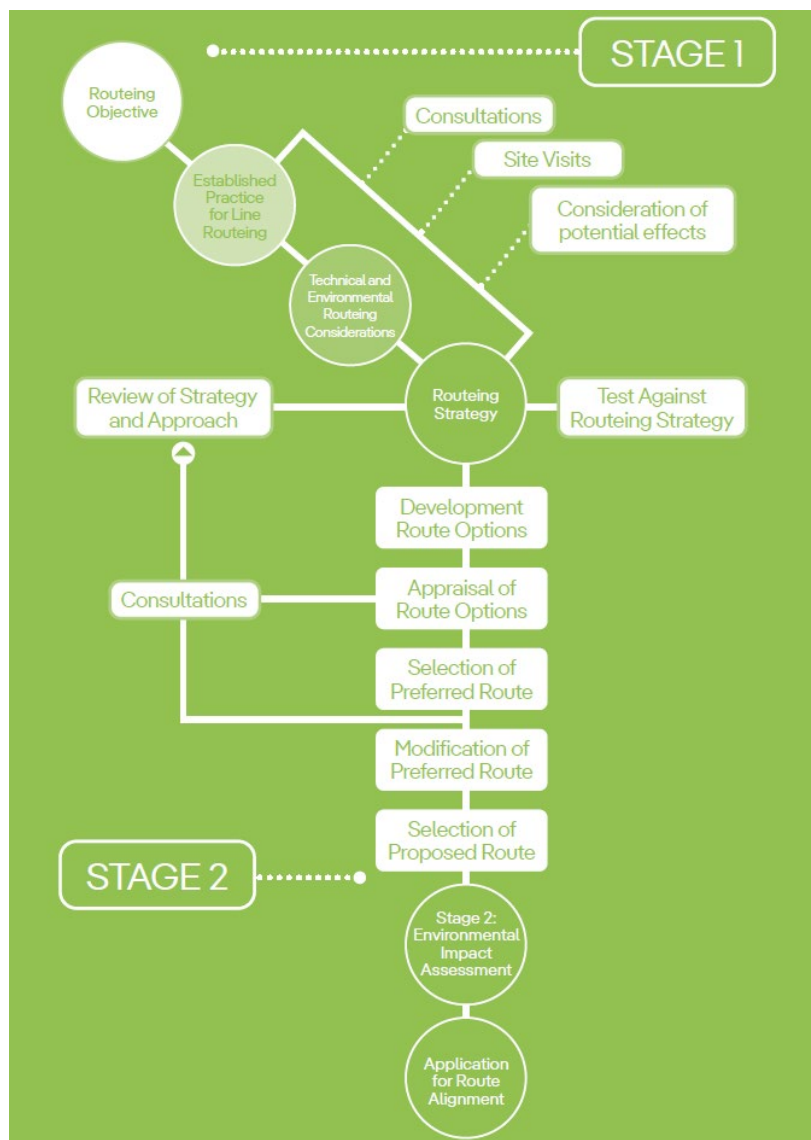 STAGE 1
Routeing
Objective
Consultations
Site Visits
Established
Practice
for Line
Routeing
Consideration of
potential effects
Technical and
Environmental
Routeing
Considerations
Review of Strategy
and Approach
Routeing
Strategy
Test Against
Routeing Strategy
Development
Route Options
Consultations
Appraisal of
Route Options
Selection of
Preferred Route
Modification of
Preferred Route
Selection of
Proposed Route
STAGE 2
Stage 2:
Environmental
Impact
Assessment
Application
for Route
Alignment